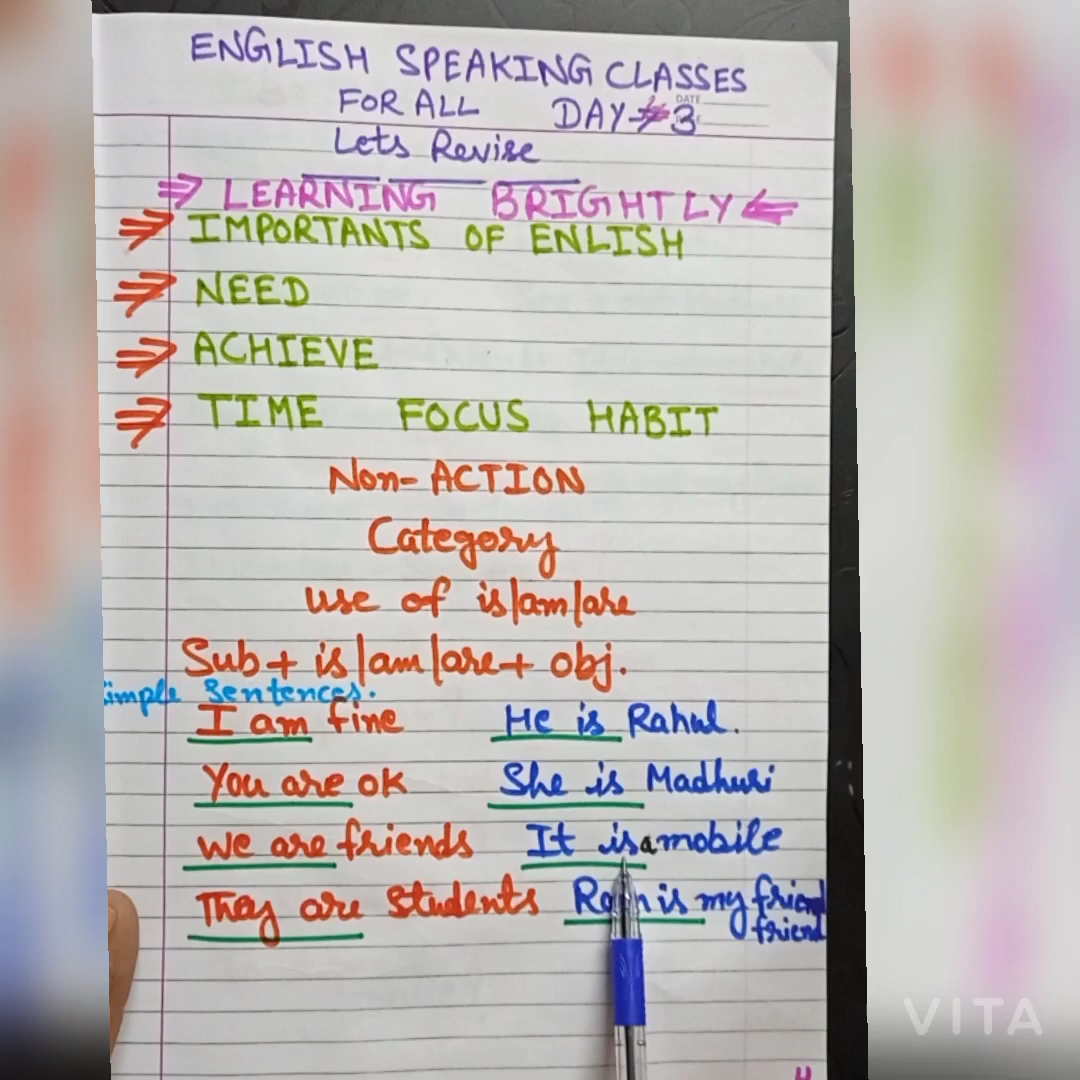 ENGLISH SPEAKING CLASSES
FOR ALL DAY 3
DATE
Lets Revise
⇒ LEARNING BRIGHTLY ⇐
⇒ IMPORTANTS OF ENLISH
⇒ NEED
⇒ ACHIEVE
⇒ TIME FOCUS HABIT
Non-ACTION
Category
use of is/am/are
Sub + is/am/are + obj.
Simple Sentences.
I am fine He is Rahul.
You are ok She is Madhuri
We are friends It is a mobile
They are students Ram is my friend
friend
VITA